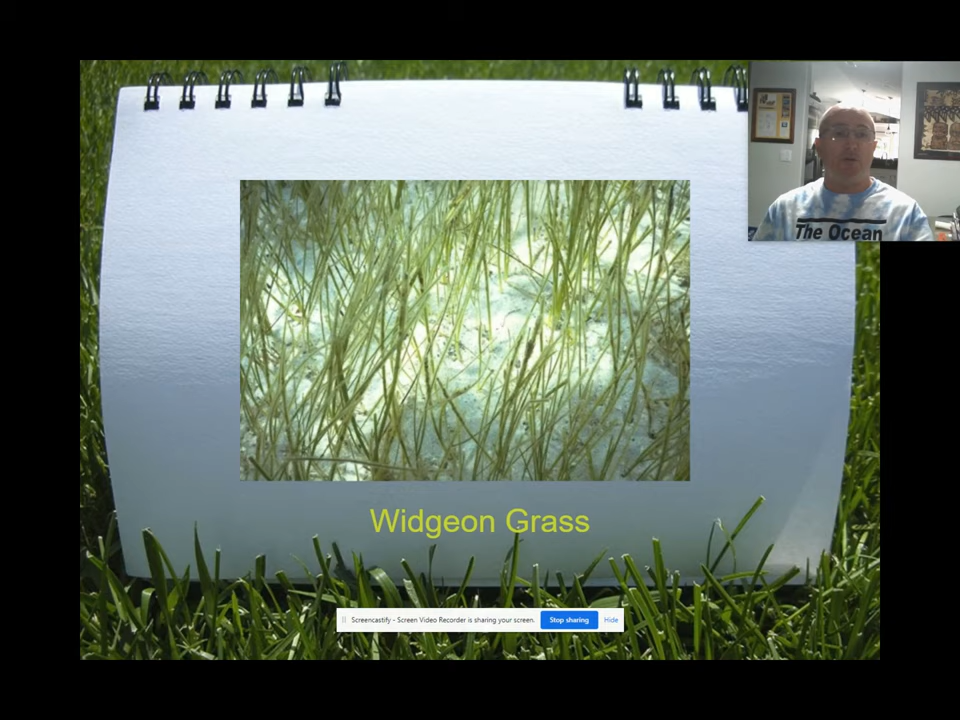 The Ocean
Widgeon Grass
Screencastify - Screen Video Recorder is sharing your screen.
Stop sharing
Hide